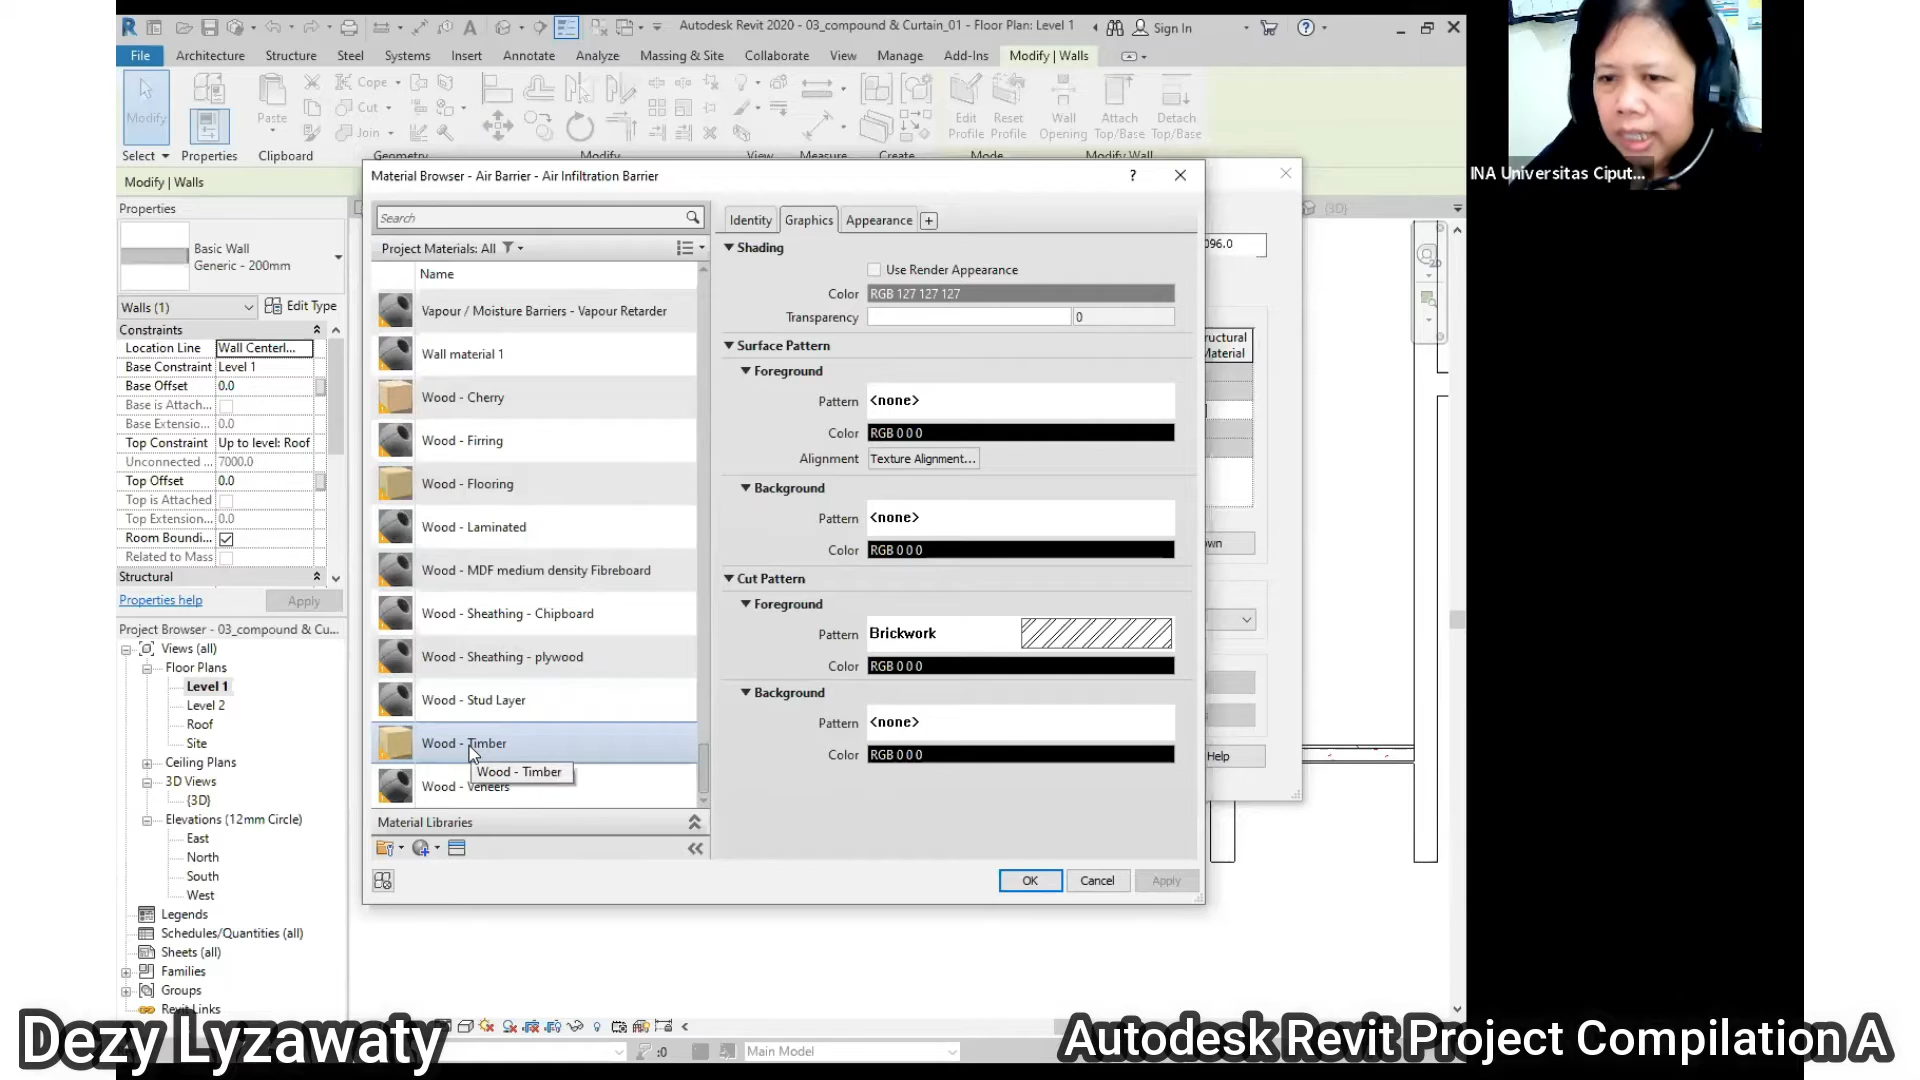 Autodesk Revit 2020 - 03_compound & Curtain_01 - Floor Plan: Level 1
Sign In
File Architecture Structure Steel Systems Insert Annotate Analyze Massing & Site Collaborate View Manage Add-Ins Modify | Walls
Modify
Paste
Cope
Cut
Join
Edit Profile
Reset Profile
Wall Opening
Attach Top/Base
Detach Top/Base
Select Properties Clipboard Geometry Modify View Measure Create Mode Modify Wall
Modify | Walls
INA Universitas Ciput...
Properties
Basic Wall
Generic - 200mm
Walls (1)
Edit Type
Constraints
Location Line Wall Centerl...
Base Constraint Level 1
Base Offset 0.0
Base is Attach...
Base Extensio... 0.0
Top Constraint Up to level: Roof
Unconnected ... 7000.0
Top Offset 0.0
Top is Attached
Top Extension... 0.0
Room Boundi...
Related to Mass
Structural
Properties help
Apply
Project Browser - 03_compound & Cu...
Views (all)
Floor Plans
Level 1
Level 2
Roof
Site
Ceiling Plans
3D Views
{3D}
Elevations (12mm Circle)
East
North
South
West
Legends
Schedules/Quantities (all)
Sheets (all)
Families
Groups
Revit Links
Material Browser - Air Barrier - Air Infiltration Barrier
?
Search
Project Materials: All
Name
Vapour / Moisture Barriers - Vapour Retarder
Wall material 1
Wood - Cherry
Wood - Firring
Wood - Flooring
Wood - Laminated
Wood - MDF medium density Fibreboard
Wood - Sheathing - Chipboard
Wood - Sheathing - plywood
Wood - Stud Layer
Wood - Timber
Wood - Timber
Wood - Veneers
Material Libraries
Identity Graphics Appearance
Shading
Use Render Appearance
Color RGB 127 127 127
Transparency 0
Surface Pattern
Foreground
Pattern <none>
Color RGB 0 0 0
Alignment Texture Alignment...
Background
Pattern <none>
Color RGB 0 0 0
Cut Pattern
Foreground
Pattern Brickwork
Color RGB 0 0 0
Background
Pattern <none>
Color RGB 0 0 0
OK Cancel Apply
{3D}
096.0
uctural
Material
own
Help
:0
Main Model
Dezy Lyzawaty
Autodesk Revit Project Compilation A